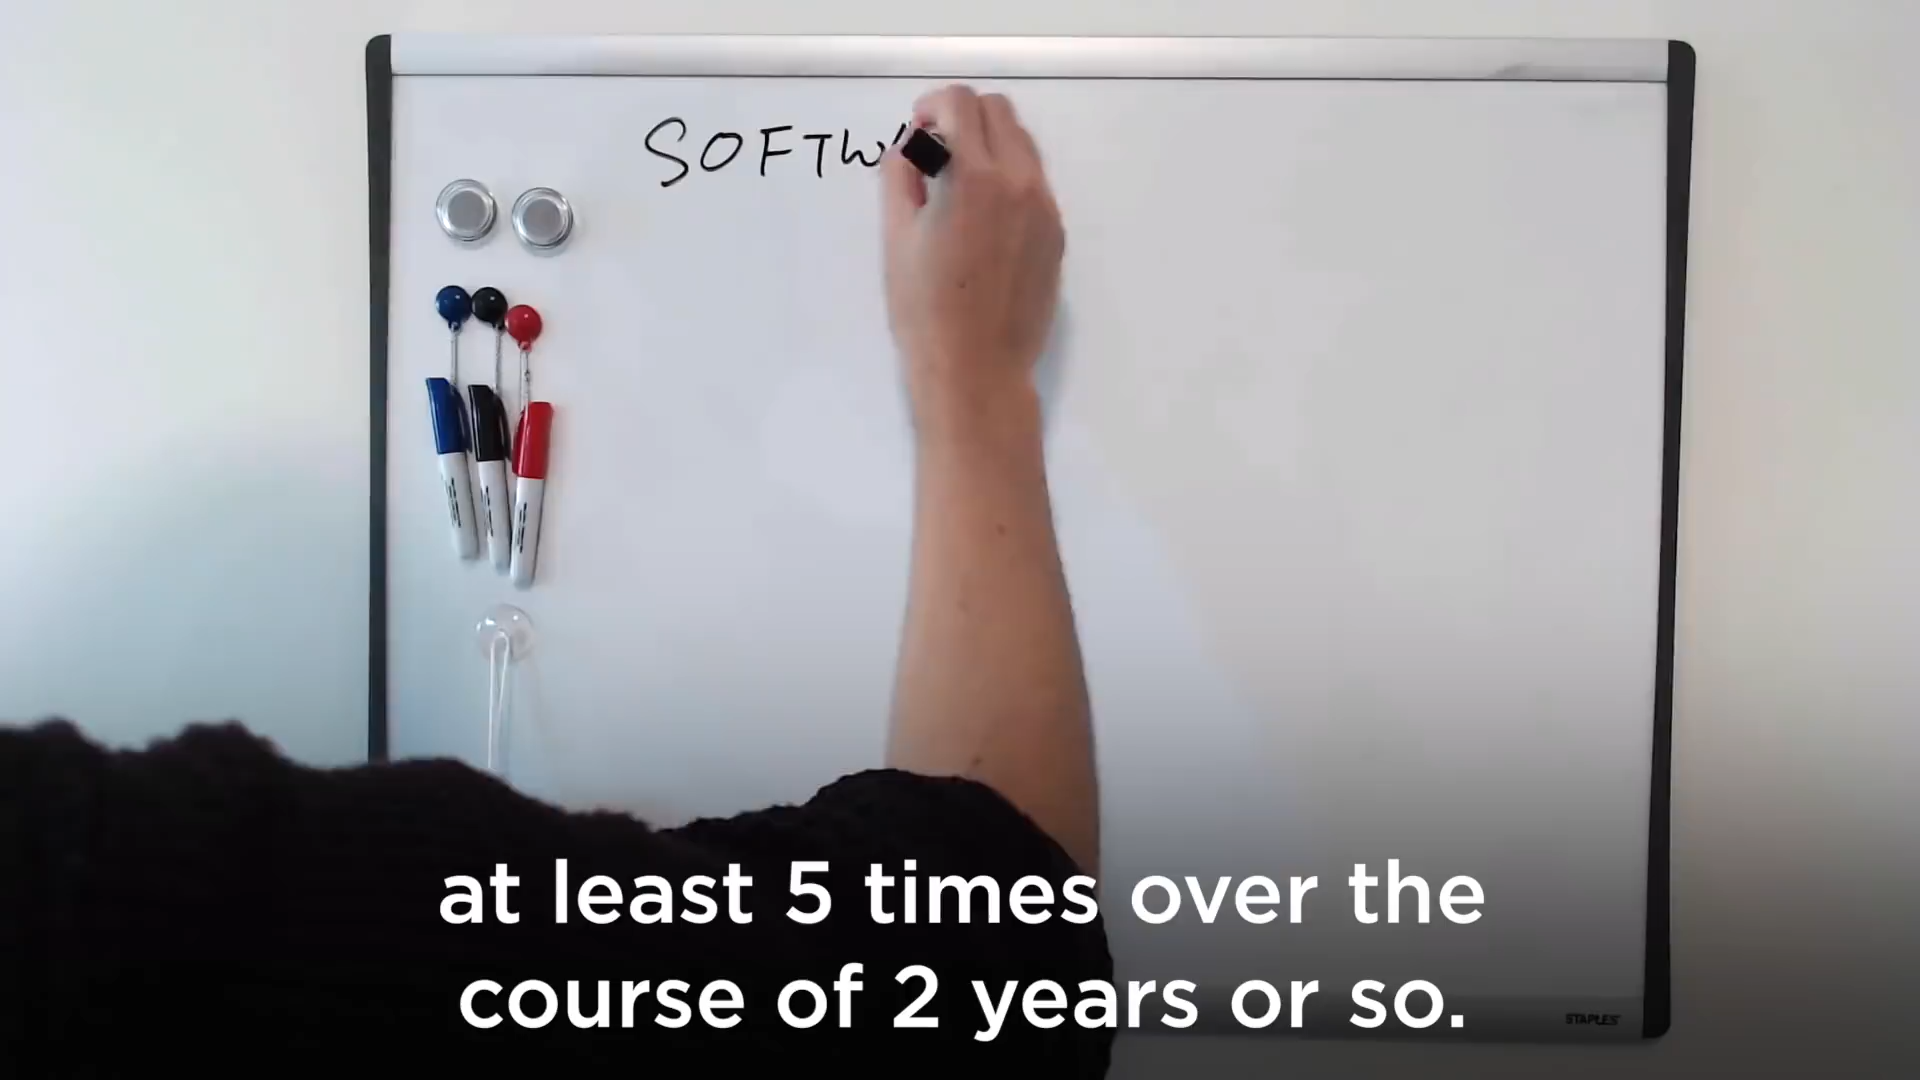 SOFTW
at least 5 times over the
course of 2 years or so.
STAPLES